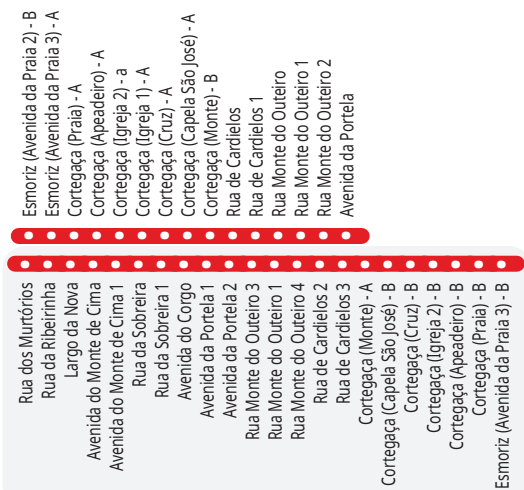 Esmoriz (Avenida da Praia 2) - B
Esmoriz (Avenida da Praia 3) - A
Cortegaça (Praia) - A
Cortegaça (Apeadeiro) - A
Cortegaça (Igreja 2) - a
Cortegaça (Igreja 1) - A
Cortegaça (Cruz) - A
Cortegaça (Capela São José) - A
Cortegaça (Monte) - B
Rua de Cardielos
Rua de Cardielos 1
Rua Monte do Outeiro
Rua Monte do Outeiro 1
Rua Monte do Outeiro 2
Avenida da Portela
Rua dos Murtórios
Rua da Ribeirinha
Largo da Nova
Avenida do Monte de Cima
Avenida do Monte de Cima 1
Rua da Sobreira
Rua da Sobreira 1
Avenida do Corgo
Avenida da Portela 1
Avenida da Portela 2
Rua Monte do Outeiro 3
Rua Monte do Outeiro 1
Rua Monte do Outeiro 4
Rua de Cardielos 2
Rua de Cardielos 3
Cortegaça (Monte) - A
Cortegaça (Capela São José) - B
Cortegaça (Cruz) - B
Cortegaça (Igreja 2) - B
Cortegaça (Apeadeiro) - B
Cortegaça (Praia) - B
Esmoriz (Avenida da Praia 3) - B